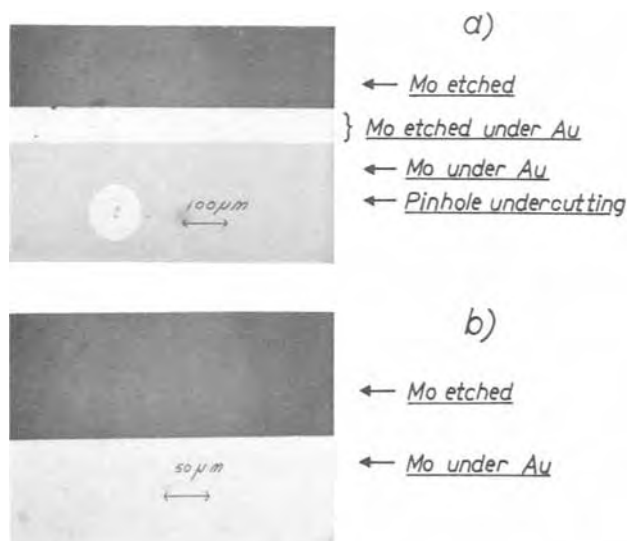 a)
← Mo etched
} Mo etched under Au
← Mo under Au
← Pinhole undercutting
100 μm
b)
← Mo etched
← Mo under Au
50 μm